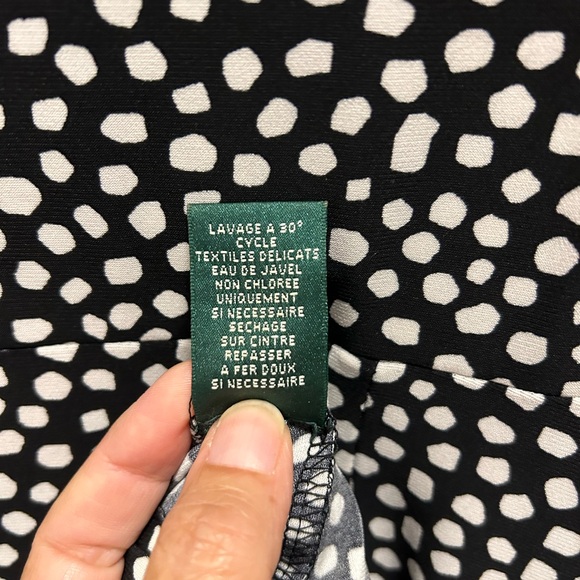 LAVAGE A 30°
CYCLE
TEXTILES DELICATS
EAU DE JAVEL
NON CHLOREE
UNIQUEMENT
SI NECESSAIRE
SECHAGE
SUR CINTRE
REPASSER
A FER DOUX
SI NECESSAIRE